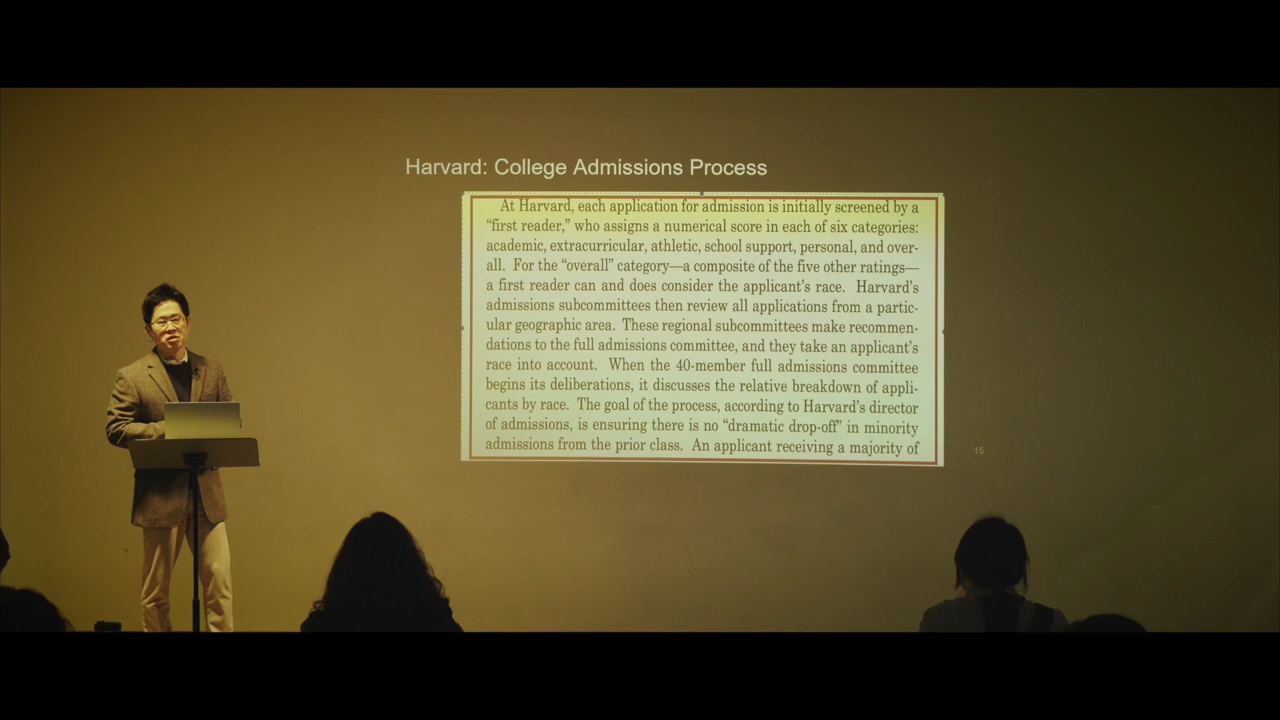 Harvard: College Admissions Process
At Harvard, each application for admission is initially screened by a
“first reader,” who assigns a numerical score in each of six categories:
academic, extracurricular, athletic, school support, personal, and over-
all. For the “overall” category—a composite of the five other ratings—
a first reader can and does consider the applicant’s race. Harvard’s
admissions subcommittees then review all applications from a partic-
ular geographic area. These regional subcommittees make recommen-
dations to the full admissions committee, and they take an applicant’s
race into account. When the 40-member full admissions committee
begins its deliberations, it discusses the relative breakdown of appli-
cants by race. The goal of the process, according to Harvard’s director
of admissions, is ensuring there is no “dramatic drop-off” in minority
admissions from the prior class. An applicant receiving a majority of
15